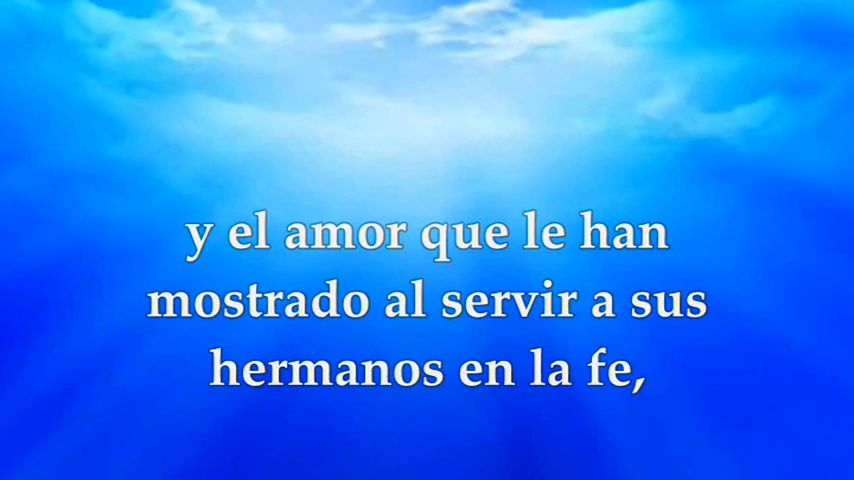 y el amor que le han
mostrado al servir a sus
hermanos en la fe,